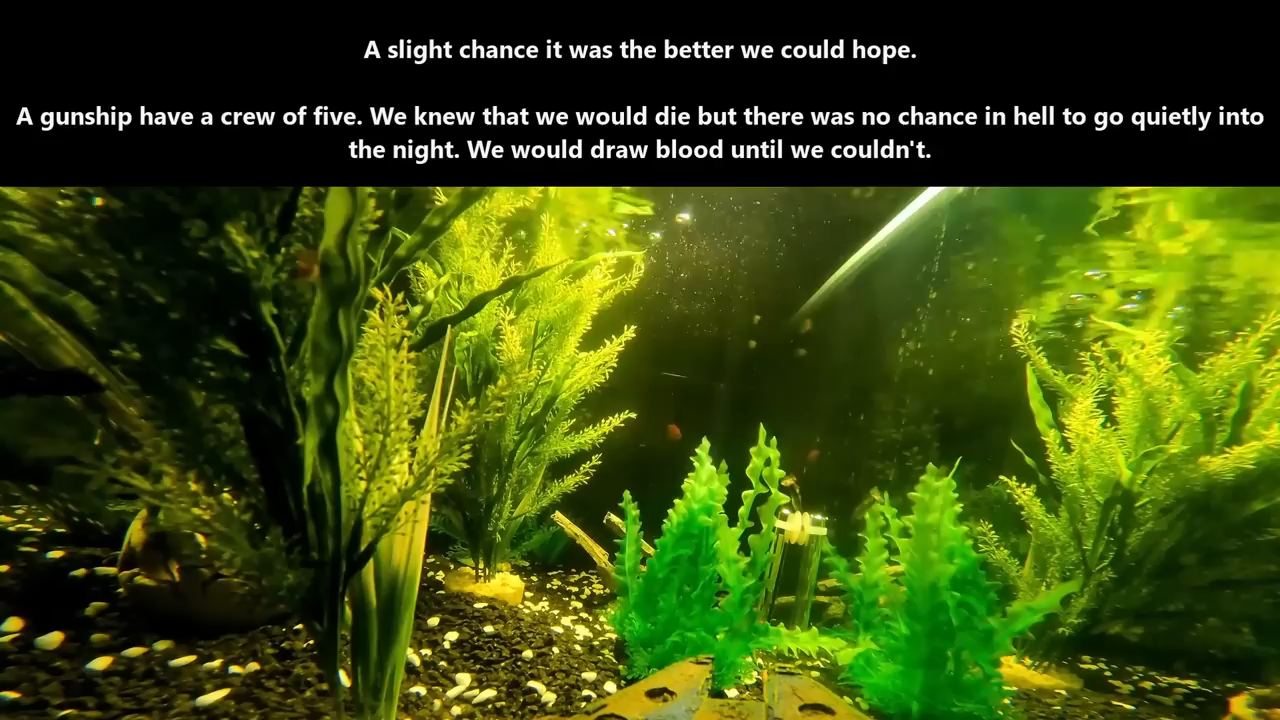 A slight chance it was the better we could hope.
A gunship have a crew of five. We knew that we would die but there was no chance in hell to go quietly into
the night. We would draw blood until we couldn't.